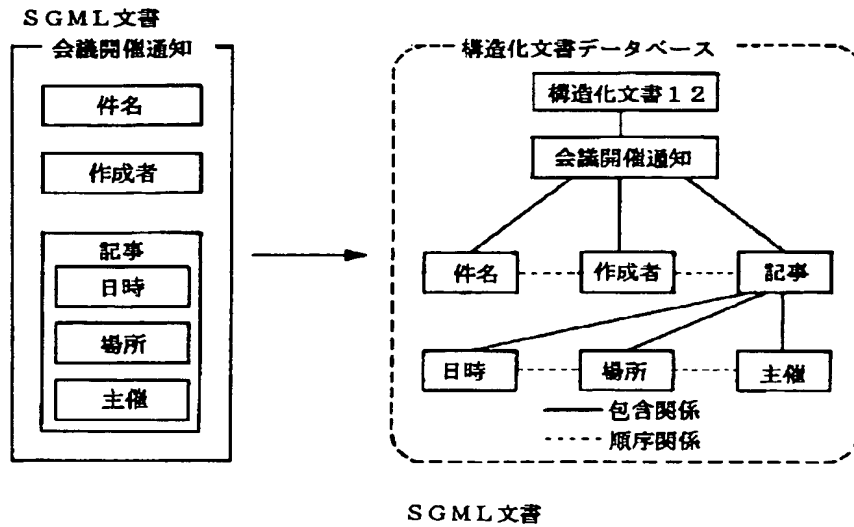 SGML文書
会議開催通知
件名
作成者
記事
日時
場所
主催
構造化文書データベース
構造化文書12
会議開催通知
件名
作成者
記事
日時
場所
主催
包含関係
順序関係
SGML文書